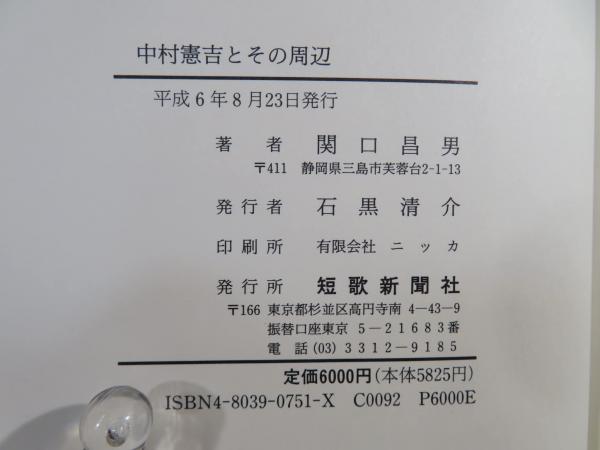 中村憲吉とその周辺
平成6年8月23日発行
著者 関口昌男
〒411 静岡県三島市芙蓉台2-1-13
発行者 石黒清介
印刷所 有限会社 ニッカ
発行所 短歌新聞社
〒166 東京都杉並区高円寺南 4-43-9
振替口座東京 5-21683番
電話 (03) 3312-9185
定価6000円(本体5825円)
ISBN4-8039-0751-X C0092 P6000E